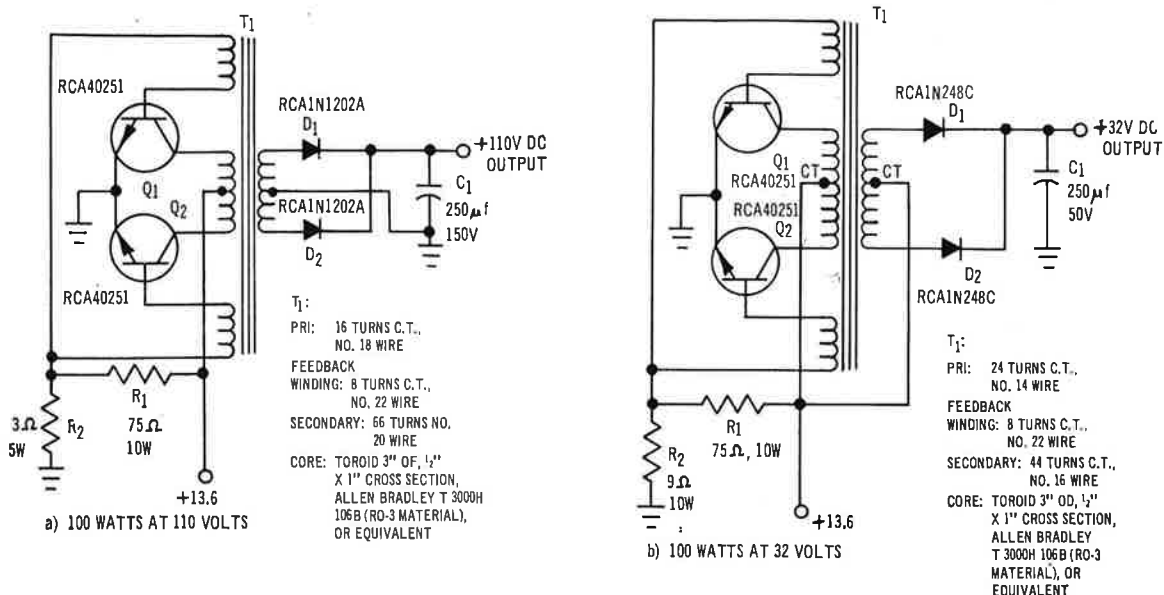 T1
RCA40251
RCA1N1202A
D1
+110V DC
OUTPUT
Q1
Q2
C1
250μf
150V
RCA1N1202A
D2
RCA40251
T1:
PRI: 16 TURNS C.T.,
NO. 18 WIRE
FEEDBACK
WINDING: 8 TURNS C.T.,
NO. 22 WIRE
SECONDARY: 66 TURNS NO.
20 WIRE
CORE: TOROID 3" OF, 1/2"
X 1" CROSS SECTION,
ALLEN BRADLEY T 3000H
106B (RO-3 MATERIAL),
OR EQUIVALENT
R1
75Ω
10W
3Ω
5W
R2
+13.6
a) 100 WATTS AT 110 VOLTS
T1
RCA40251
RCA1N248C
D1
+32V DC
OUTPUT
Q1
RCA40251
CT
CT
RCA40251
Q2
C1
250μf
50V
D2
RCA1N248C
T1:
PRI: 24 TURNS C.T.,
NO. 14 WIRE
FEEDBACK
WINDING: 8 TURNS C.T.,
NO. 22 WIRE
SECONDARY: 44 TURNS C.T.,
NO. 16 WIRE
CORE: TOROID 3" OD, 1/2"
X 1" CROSS SECTION,
ALLEN BRADLEY
T 3000H 106B (RO-3
MATERIAL), OR
EQUIVALENT
R1
75Ω, 10W
R2
9Ω
10W
+13.6
b) 100 WATTS AT 32 VOLTS